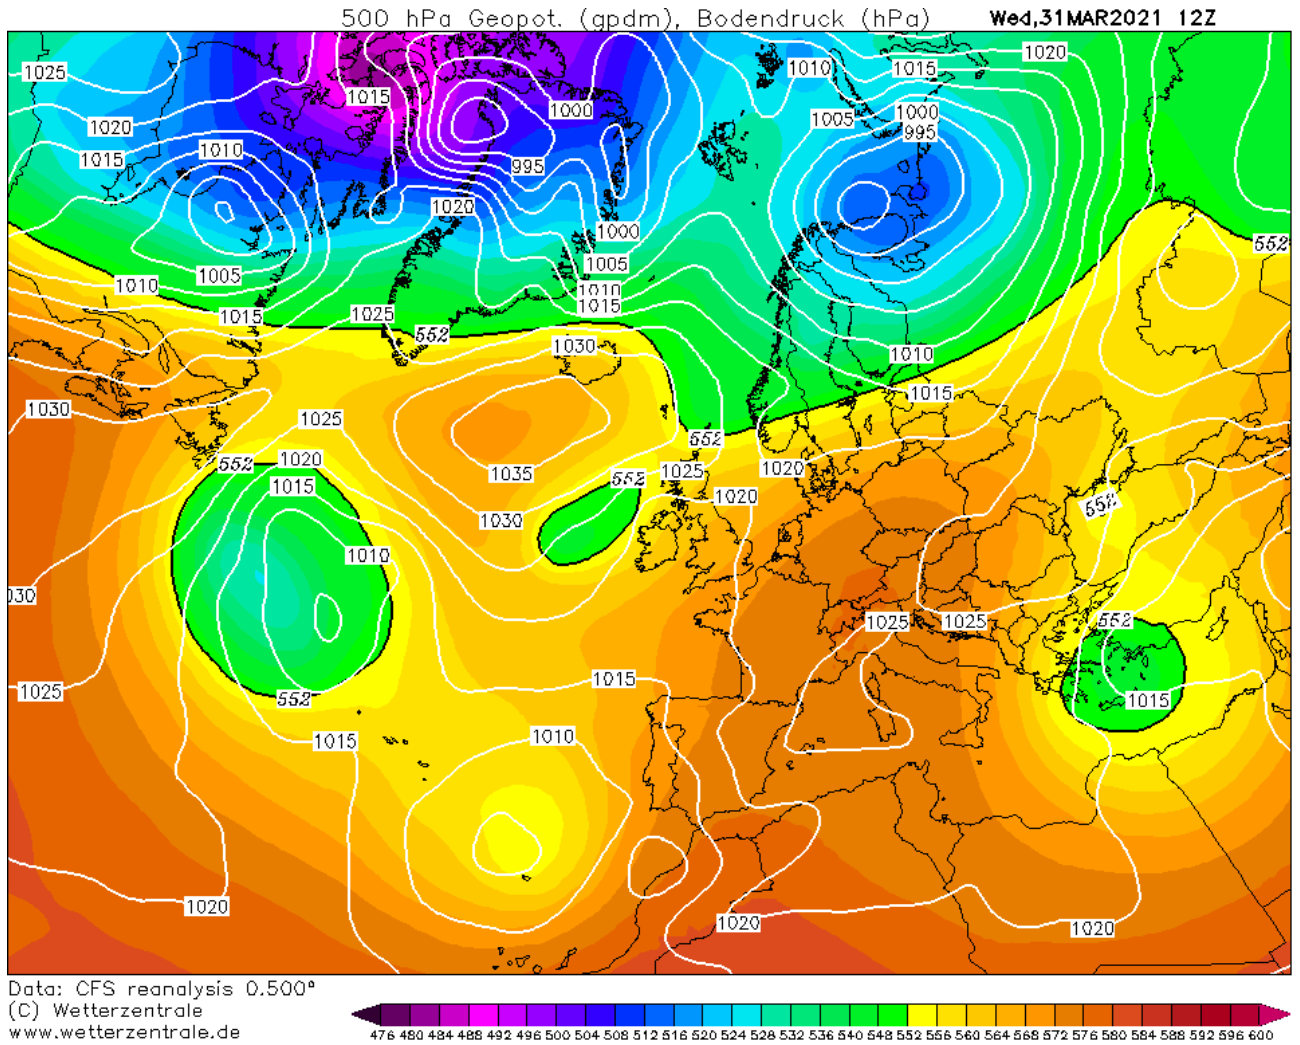 500 hPa Geopot. (gpdm), Bodendruck (hPa) Wed,31MAR2021 12Z
1020
1025 1010 1015
1015
1000 1000
1020 1005 995
1015 1010
995
1020
1000
552
1005 1005
1010 1010
1015
1015 1025
552
1030 1010
1015
1030
1025
552 552
1020 1025 1020
1035 552
1015 1020
552
1030
1010
030
1025 1025 552
1015
1025 552 1015
1015 1010
1020 1020 1020
Data: CFS reanalysis 0.500°
(C) Wetterzentrale
www.wetterzentrale.de
476 480 484 488 492 496 500 504 508 512 516 520 524 528 532 536 540 548 552 556 560 564 568 572 576 580 584 588 592 596 600